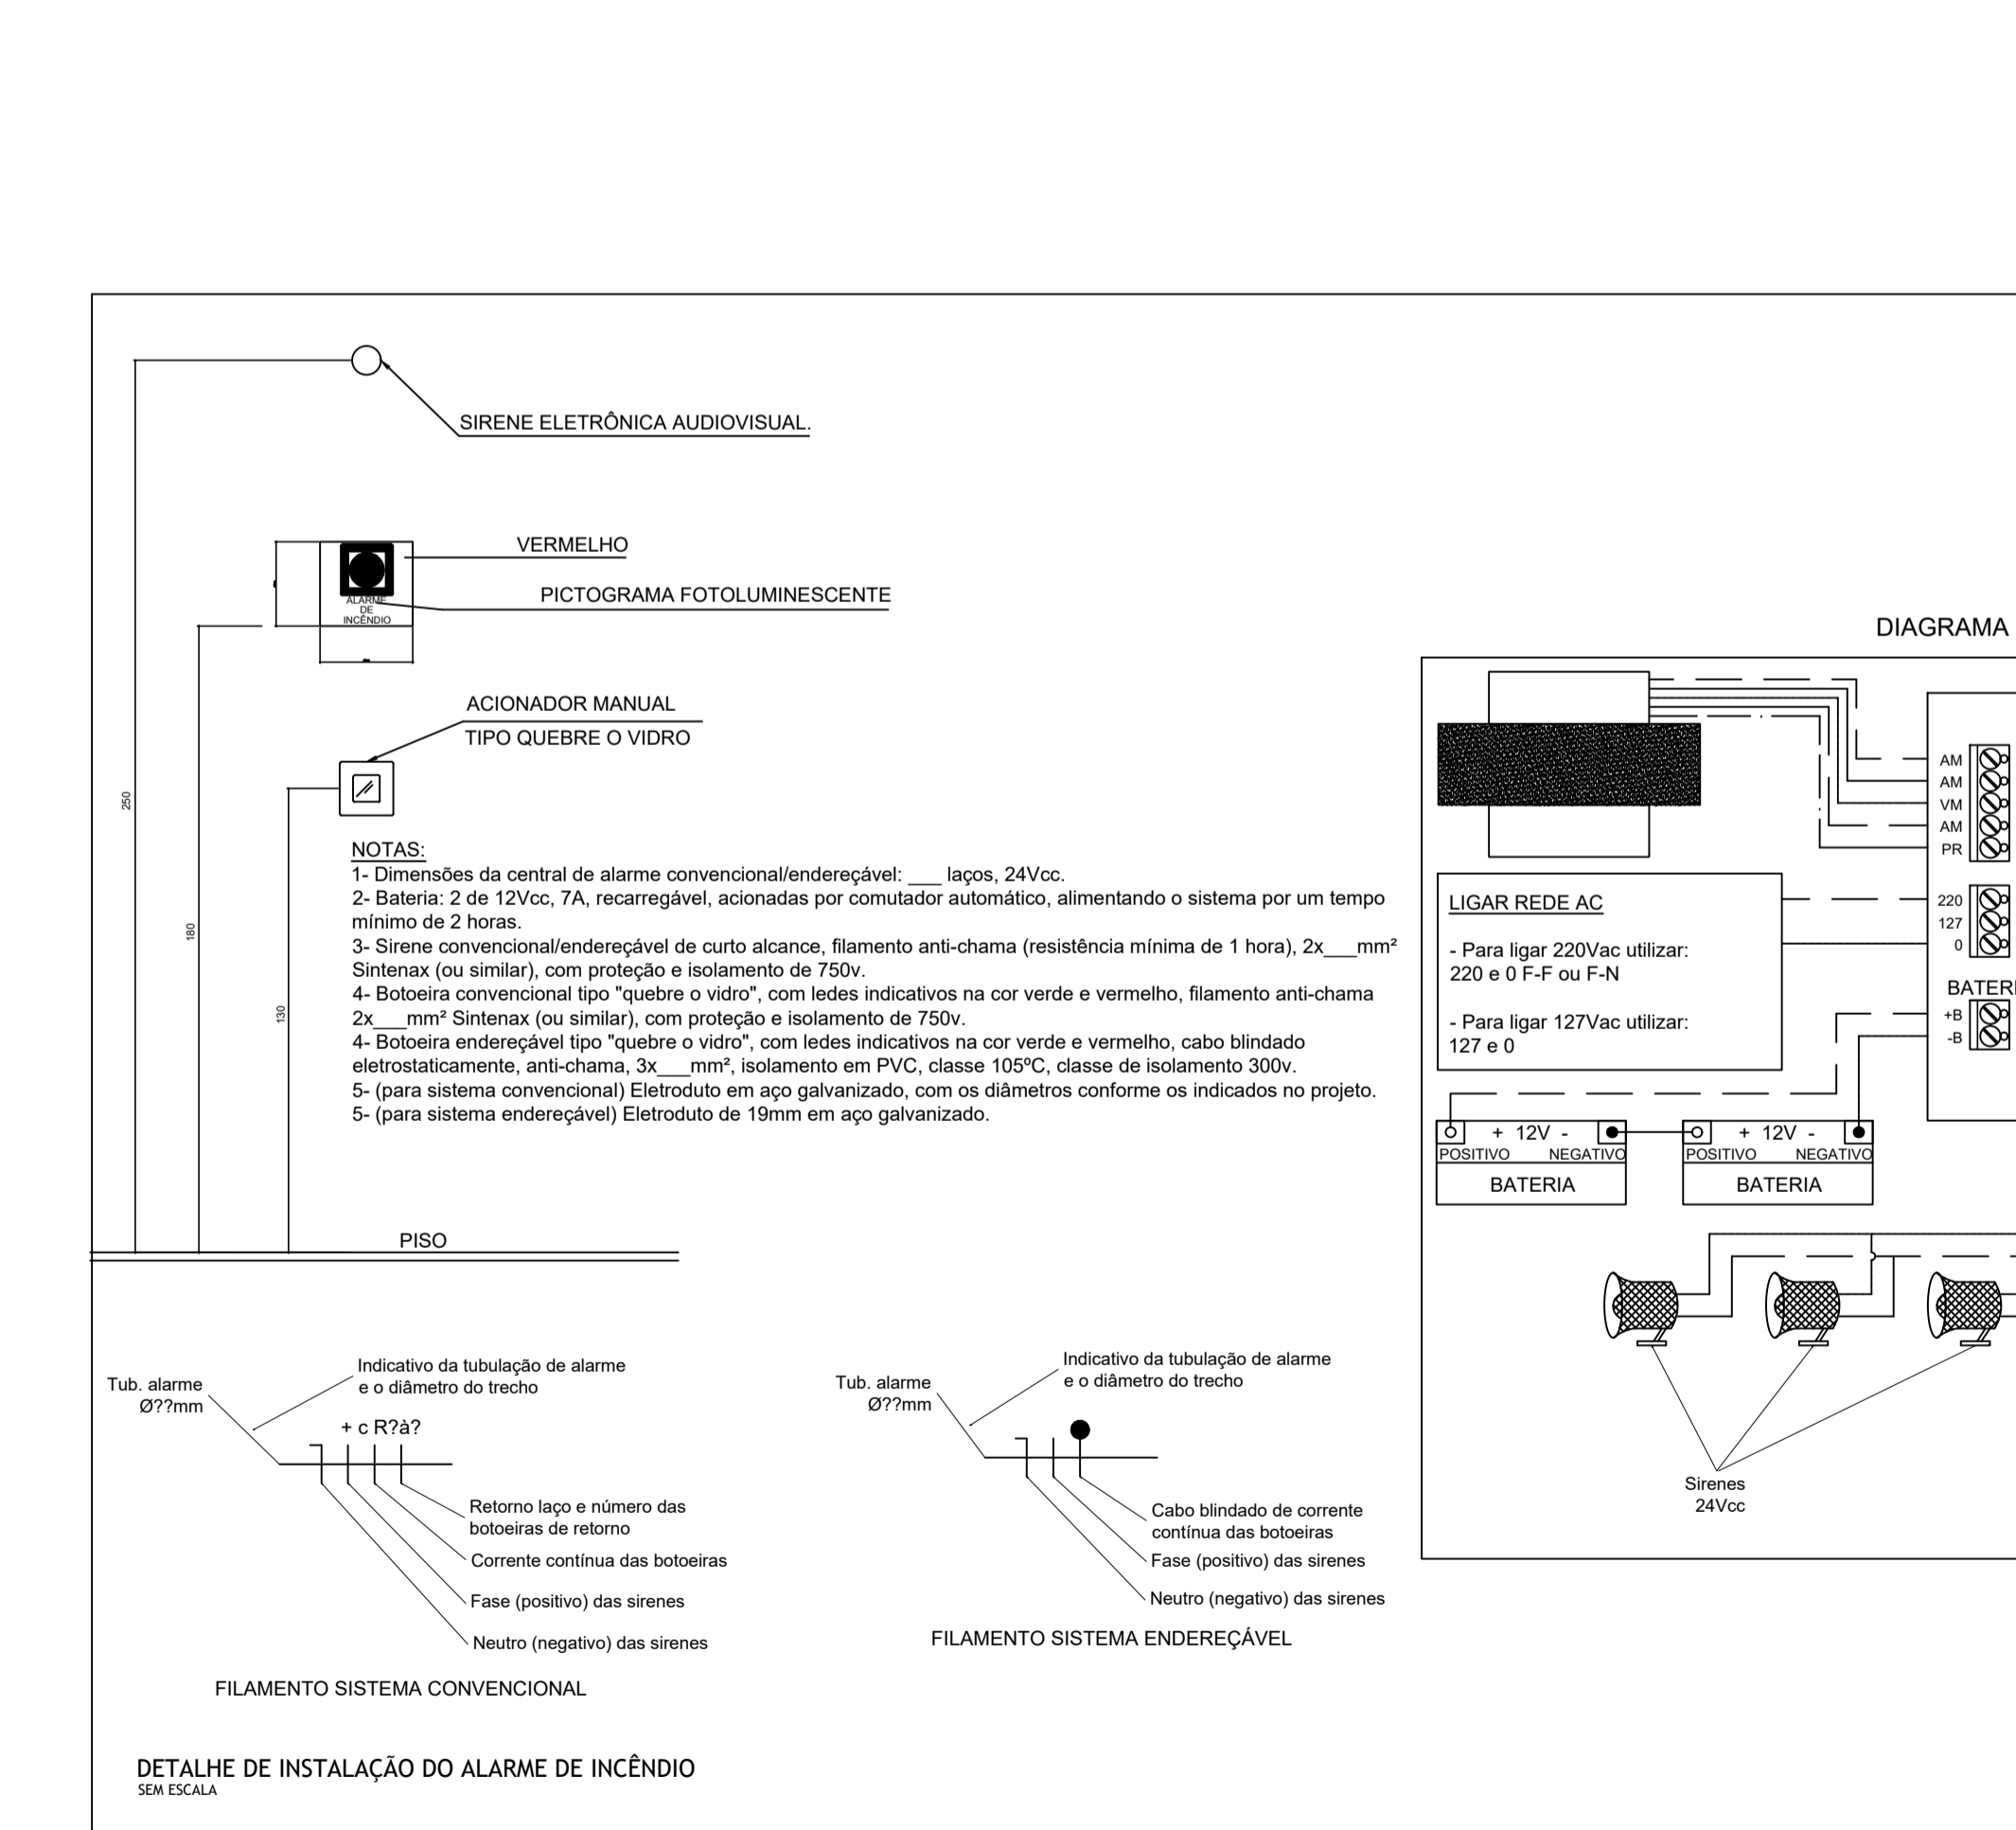 SIRENE ELETRÔNICA AUDIOVISUAL.
VERMELHO
PICTOGRAMA FOTOLUMINESCENTE
ALARME
DE
INCÊNDIO
ACIONADOR MANUAL
TIPO QUEBRE O VIDRO
250
180
130
NOTAS:
1- Dimensões da central de alarme convencional/endereçável: ___ laços, 24Vcc.
2- Bateria: 2 de 12Vcc, 7A, recarregável, acionadas por comutador automático, alimentando o sistema por um tempo
mínimo de 2 horas.
3- Sirene convencional/endereçável de curto alcance, filamento anti-chama (resistência mínima de 1 hora), 2x___mm²
Sintenax (ou similar), com proteção e isolamento de 750v.
4- Botoeira convencional tipo "quebre o vidro", com ledes indicativos na cor verde e vermelho, filamento anti-chama
2x___mm² Sintenax (ou similar), com proteção e isolamento de 750v.
4- Botoeira endereçável tipo "quebre o vidro", com ledes indicativos na cor verde e vermelho, cabo blindado
eletrostaticamente, anti-chama, 3x___mm², isolamento em PVC, classe 105ºC, classe de isolamento 300v.
5- (para sistema convencional) Eletroduto em aço galvanizado, com os diâmetros conforme os indicados no projeto.
5- (para sistema endereçável) Eletroduto de 19mm em aço galvanizado.
PISO
Tub. alarme
Ø??mm
Indicativo da tubulação de alarme
e o diâmetro do trecho
+ c R?à?
Retorno laço e número das
botoeiras de retorno
Corrente contínua das botoeiras
Fase (positivo) das sirenes
Neutro (negativo) das sirenes
FILAMENTO SISTEMA CONVENCIONAL
Tub. alarme
Ø??mm
Indicativo da tubulação de alarme
e o diâmetro do trecho
Cabo blindado de corrente
contínua das botoeiras
Fase (positivo) das sirenes
Neutro (negativo) das sirenes
FILAMENTO SISTEMA ENDEREÇÁVEL
DIAGRAMA
AM
AM
VM
AM
PR
220
127
0
LIGAR REDE AC
- Para ligar 220Vac utilizar:
220 e 0 F-F ou F-N
- Para ligar 127Vac utilizar:
127 e 0
BATERI
+B
-B
+ 12V -
POSITIVO NEGATIVO
BATERIA
+ 12V -
POSITIVO NEGATIVO
BATERIA
Sirenes
24Vcc
DETALHE DE INSTALAÇÃO DO ALARME DE INCÊNDIO
SEM ESCALA